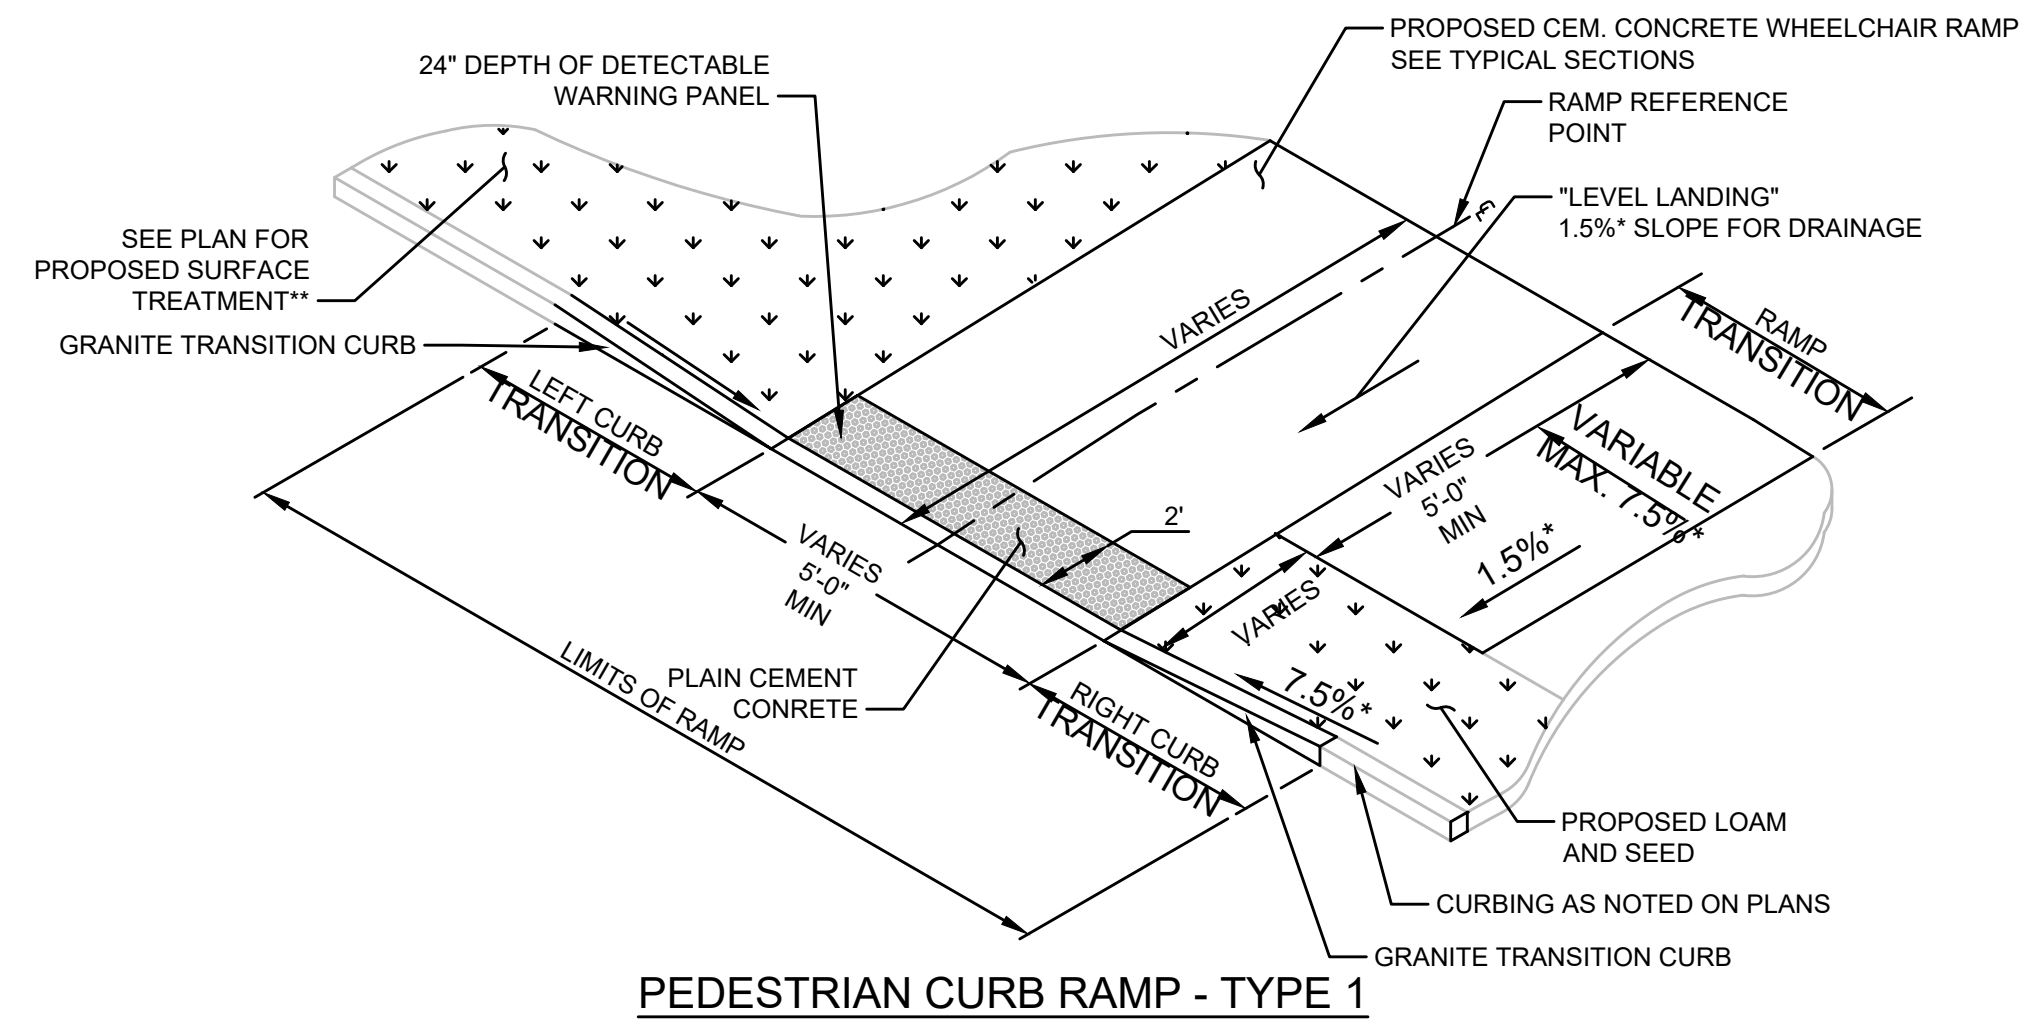 PROPOSED CEM. CONCRETE WHEELCHAIR RAMP
SEE TYPICAL SECTIONS
24" DEPTH OF DETECTABLE
WARNING PANEL
RAMP REFERENCE
POINT
"LEVEL LANDING"
1.5%* SLOPE FOR DRAINAGE
℄
SEE PLAN FOR
PROPOSED SURFACE
TREATMENT**
GRANITE TRANSITION CURB
VARIES
RAMP
TRANSITION
LEFT CURB
TRANSITION
VARIABLE
MAX. 7.5%*
VARIES
5'-0"
MIN
1.5%*
2'
VARIES
5'-0"
MIN
VARIES
LIMITS OF RAMP
PLAIN CEMENT
CONRETE
7.5%*
RIGHT CURB
TRANSITION
PROPOSED LOAM
AND SEED
CURBING AS NOTED ON PLANS
GRANITE TRANSITION CURB
PEDESTRIAN CURB RAMP - TYPE 1